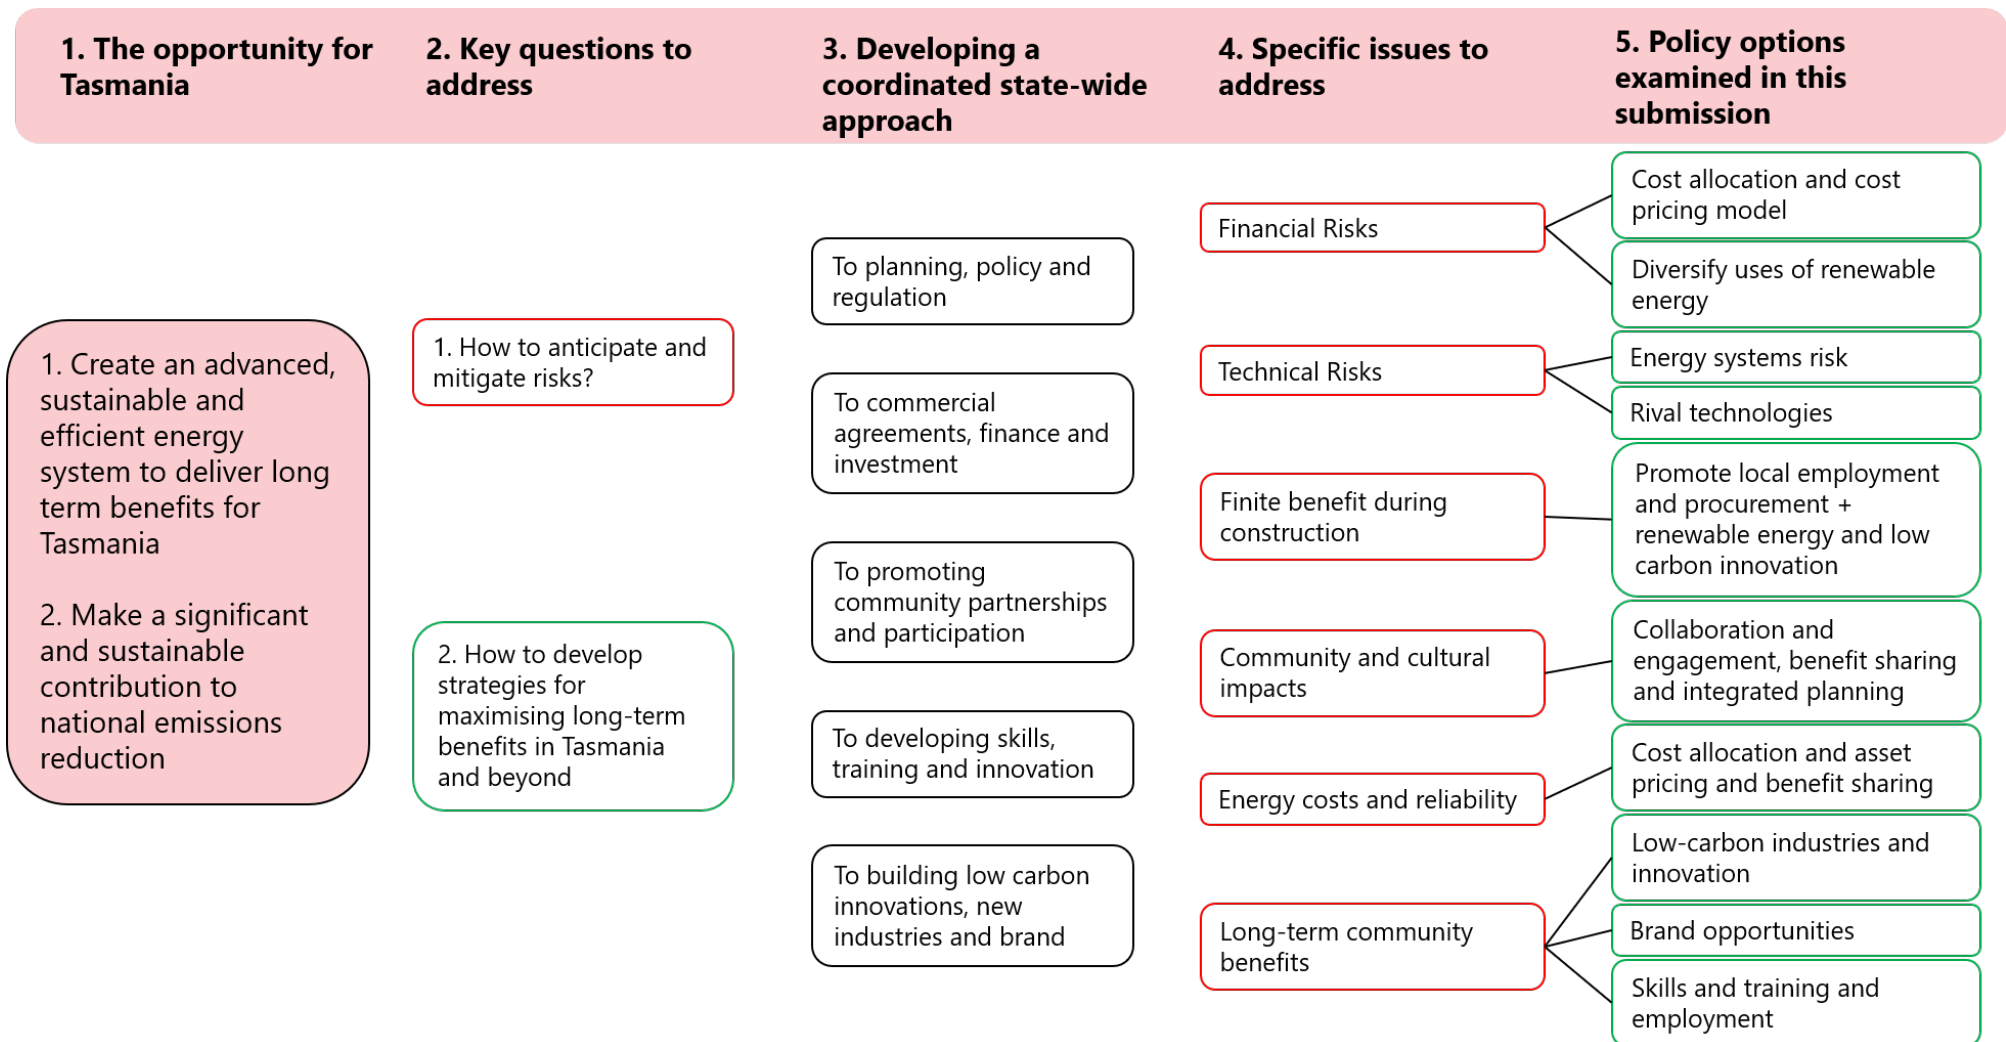 1. The opportunity for
Tasmania
2. Key questions to
address
3. Developing a
coordinated state-wide
approach
4. Specific issues to
address
5. Policy options
examined in this
submission
1. Create an advanced,
sustainable and
efficient energy
system to deliver long
term benefits for
Tasmania
2. Make a significant
and sustainable
contribution to
national emissions
reduction
1. How to anticipate and
mitigate risks?
2. How to develop
strategies for
maximising long-term
benefits in Tasmania
and beyond
To planning, policy and
regulation
To commercial
agreements, finance and
investment
To promoting
community partnerships
and participation
To developing skills,
training and innovation
To building low carbon
innovations, new
industries and brand
Financial Risks
Technical Risks
Finite benefit during
construction
Community and cultural
impacts
Energy costs and reliability
Long-term community
benefits
Cost allocation and cost
pricing model
Diversify uses of renewable
energy
Energy systems risk
Rival technologies
Promote local employment
and procurement +
renewable energy and low
carbon innovation
Collaboration and
engagement, benefit sharing
and integrated planning
Cost allocation and asset
pricing and benefit sharing
Low-carbon industries and
innovation
Brand opportunities
Skills and training and
employment